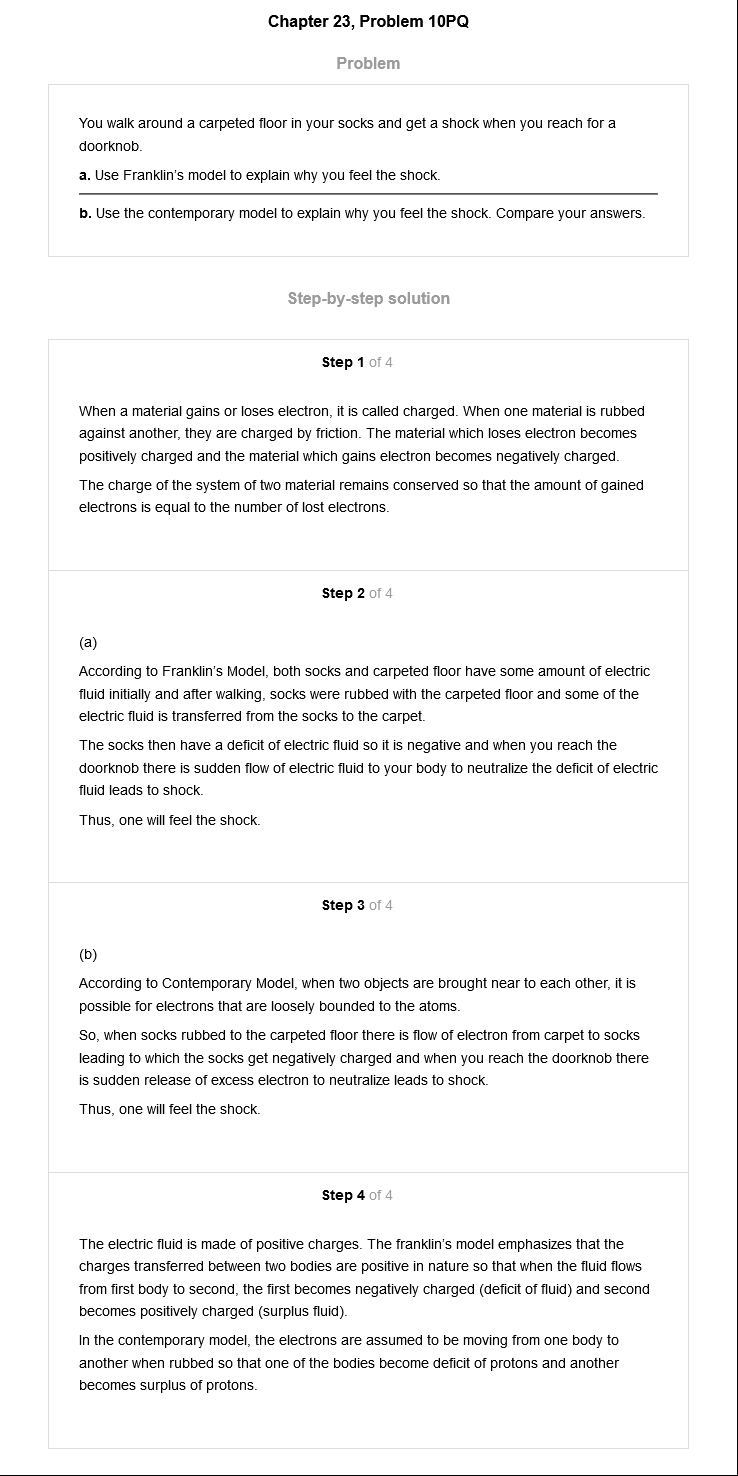 Chapter 23, Problem 10PQ
Problem
You walk around a carpeted floor in your socks and get a shock when you reach for a
doorknob.
a. Use Franklin's model to explain why you feel the shock.
b. Use the contemporary model to explain why you feel the shock. Compare your answers.
Step-by-step solution
Step 1 of 4
When a material gains or loses electron, it is called charged. When one material is rubbed
against another, they are charged by friction. The material which loses electron becomes
positively charged and the material which gains electron becomes negatively charged.
The charge of the system of two material remains conserved so that the amount of gained
electrons is equal to the number of lost electrons.
Step 2 of 4
(a)
According to Franklin's Model, both socks and carpeted floor have some amount of electric
fluid initially and after walking, socks were rubbed with the carpeted floor and some of the
electric fluid is transferred from the socks to the carpet.
The socks then have a deficit of electric fluid so it is negative and when you reach the
doorknob there is sudden flow of electric fluid to your body to neutralize the deficit of electric
fluid leads to shock.
Thus, one will feel the shock.
Step 3 of 4
(b)
According to Contemporary Model, when two objects are brought near to each other, it is
possible for electrons that are loosely bounded to the atoms.
So, when socks rubbed to the carpeted floor there is flow of electron from carpet to socks
leading to which the socks get negatively charged and when you reach the doorknob there
is sudden release of excess electron to neutralize leads to shock.
Thus, one will feel the shock.
Step 4 of 4
The electric fluid is made of positive charges. The franklin's model emphasizes that the
charges transferred between two bodies are positive in nature so that when the fluid flows
from first body to second, the first becomes negatively charged (deficit of fluid) and second
becomes positively charged (surplus fluid).
In the contemporary model, the electrons are assumed to be moving from one body to
another when rubbed so that one of the bodies become deficit of protons and another
becomes surplus of protons.